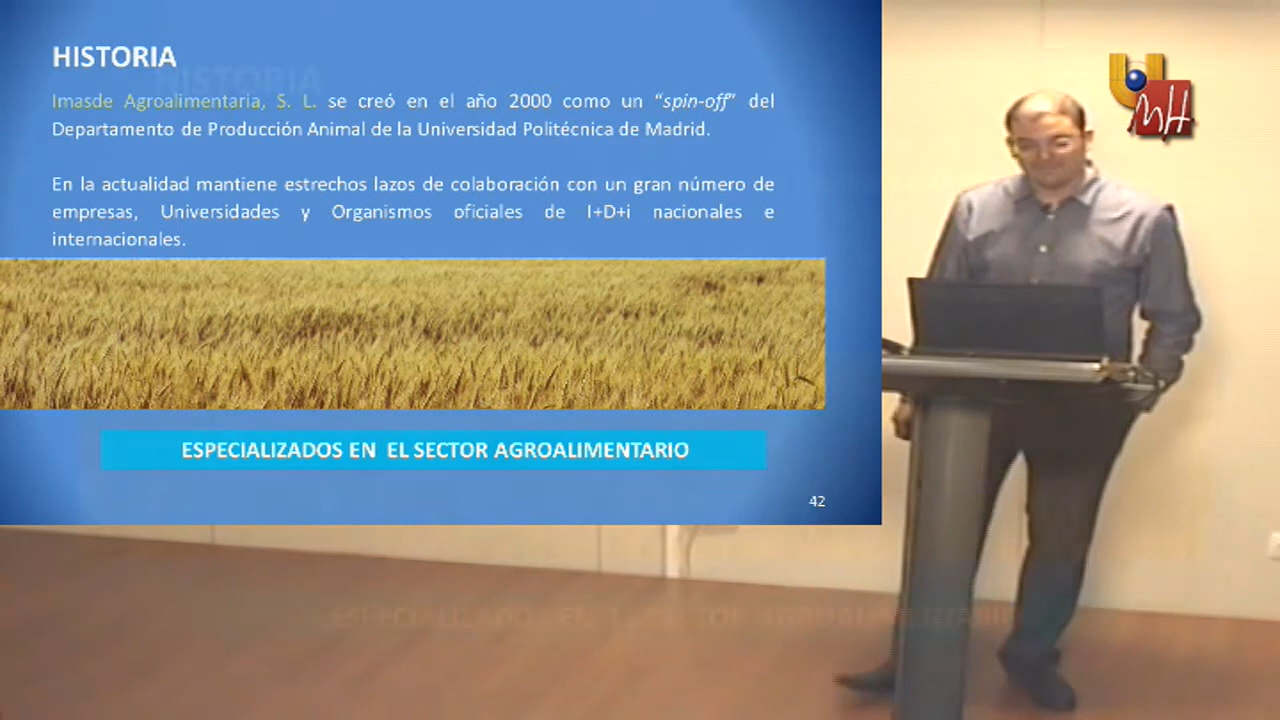 HISTORIA
Imasde Agroalimentaria, S. L. se creó en el año 2000 como un “spin-off” del
Departamento de Producción Animal de la Universidad Politécnica de Madrid.
En la actualidad mantiene estrechos lazos de colaboración con un gran número de
empresas, Universidades y Organismos oficiales de I+D+i nacionales e
internacionales.
ESPECIALIZADOS EN EL SECTOR AGROALIMENTARIO
42
UMH